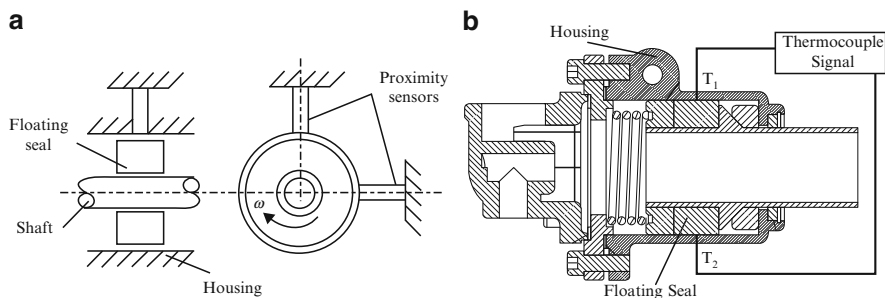 a
Floating
seal
Shaft
Housing
ω
Proximity
sensors
b
Housing
T1
Thermocouple
Signal
T2
Floating Seal